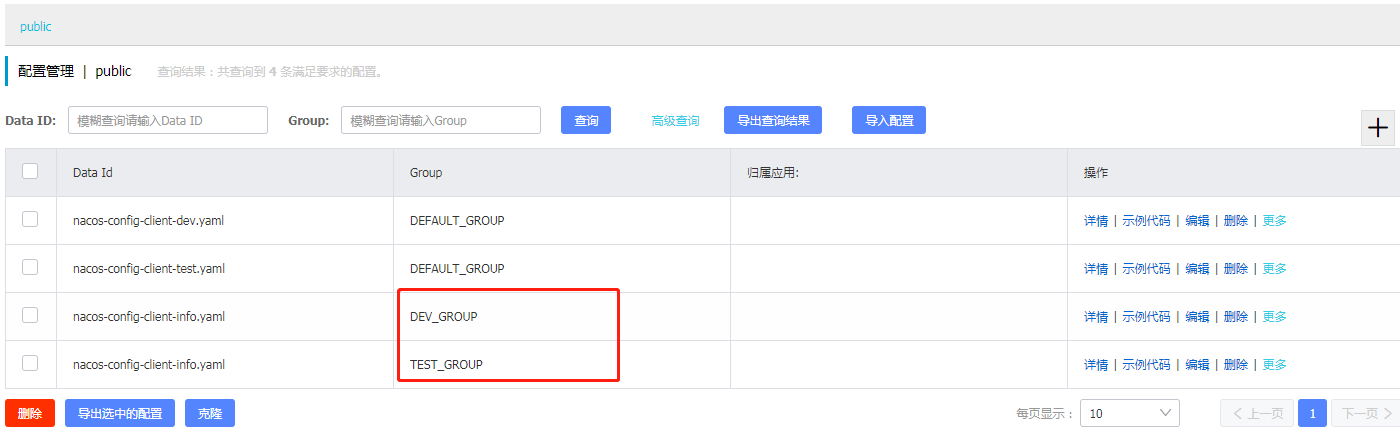 public
配置管理 | public 查询结果：共查询到 4 条满足要求的配置。
Data ID: 模糊查询请输入Data ID Group: 模糊查询请输入Group 查询 高级查询 导出查询结果 导入配置 +
Data Id Group 归属应用: 操作
nacos-config-client-dev.yaml DEFAULT_GROUP 详情 | 示例代码 | 编辑 | 删除 | 更多
nacos-config-client-test.yaml DEFAULT_GROUP 详情 | 示例代码 | 编辑 | 删除 | 更多
nacos-config-client-info.yaml DEV_GROUP 详情 | 示例代码 | 编辑 | 删除 | 更多
nacos-config-client-info.yaml TEST_GROUP 详情 | 示例代码 | 编辑 | 删除 | 更多
删除 导出选中的配置 克隆 每页显示： 10 < 上一页 1 下一页 >